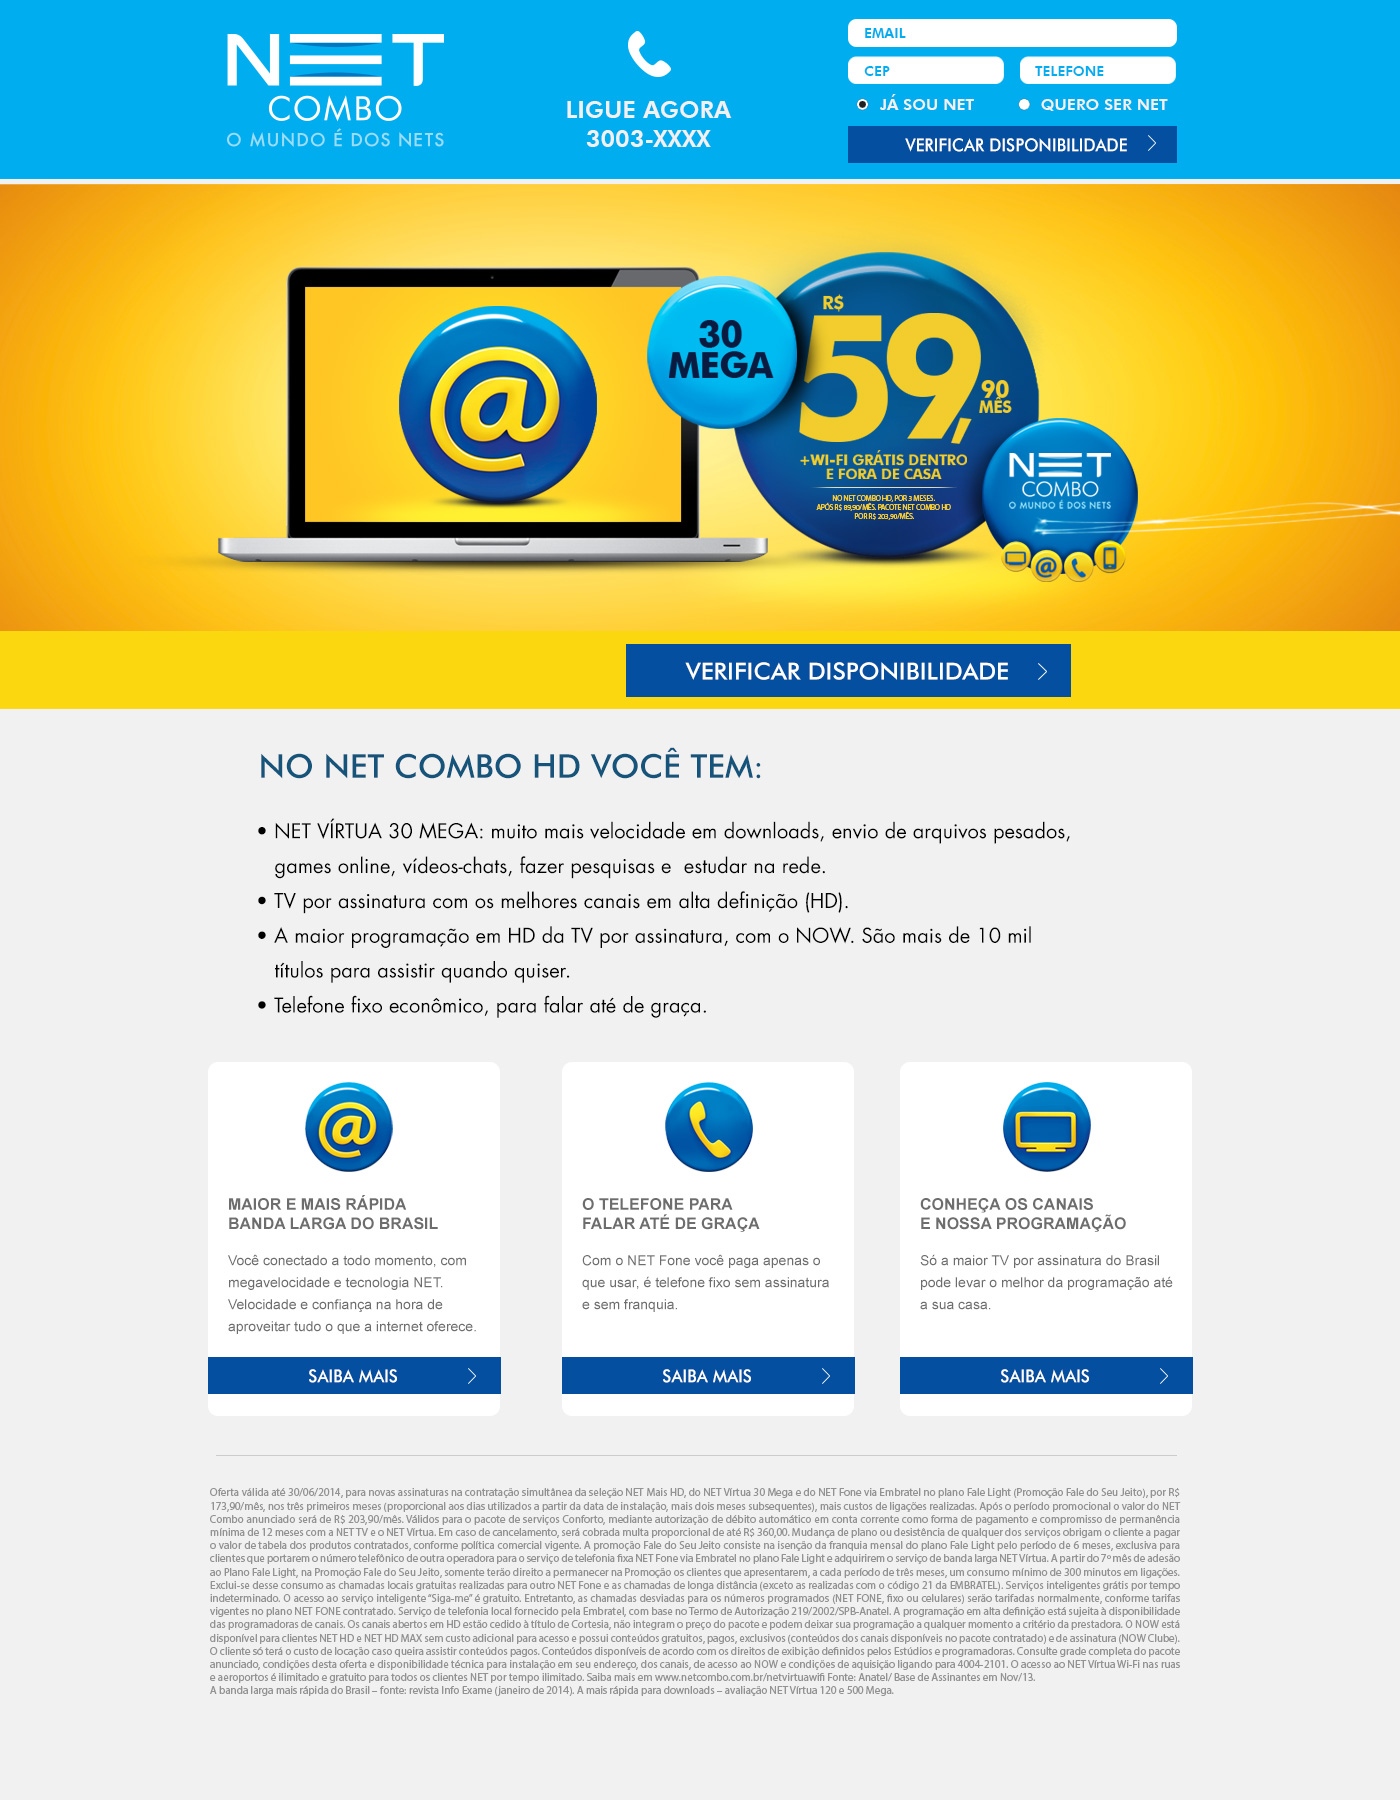 NET
COMBO
O MUNDO É DOS NETS
LIGUE AGORA
3003-XXXX
EMAIL
CEP TELEFONE
JÁ SOU NET QUERO SER NET
VERIFICAR DISPONIBILIDADE
@
30
MEGA
R$
59,
90
MÊS
+WI-FI GRÁTIS DENTRO
E FORA DE CASA
NO NET COMBO HD, POR 3 MESES.
APÓS R$ 89,90/MÊS. PACOTE NET COMBO HD
POR R$ 203,90/MÊS.
NET
COMBO
O MUNDO É DOS NETS
@
VERIFICAR DISPONIBILIDADE
NO NET COMBO HD VOCÊ TEM:
• NET VÍRTUA 30 MEGA: muito mais velocidade em downloads, envio de arquivos pesados,
games online, vídeos-chats, fazer pesquisas e estudar na rede.
• TV por assinatura com os melhores canais em alta definição (HD).
• A maior programação em HD da TV por assinatura, com o NOW. São mais de 10 mil
títulos para assistir quando quiser.
• Telefone fixo econômico, para falar até de graça.
@
MAIOR E MAIS RÁPIDA
BANDA LARGA DO BRASIL
Você conectado a todo momento, com
megavelocidade e tecnologia NET.
Velocidade e confiança na hora de
aproveitar tudo o que a internet oferece.
SAIBA MAIS
O TELEFONE PARA
FALAR ATÉ DE GRAÇA
Com o NET Fone você paga apenas o
que usar, é telefone fixo sem assinatura
e sem franquia.
SAIBA MAIS
CONHEÇA OS CANAIS
E NOSSA PROGRAMAÇÃO
Só a maior TV por assinatura do Brasil
pode levar o melhor da programação até
a sua casa.
SAIBA MAIS
Oferta válida até 30/06/2014, para novas assinaturas na contratação simultânea da seleção NET Mais HD, do NET Vírtua 30 Mega e do NET Fone via Embratel no plano Fale Light (Promoção Fale do Seu Jeito), por R$
173,90/mês, nos três primeiros meses (proporcional aos dias utilizados a partir da data de instalação, mais dois meses subsequentes), mais custos de ligações realizadas. Após o período promocional o valor do NET
Combo anunciado será de R$ 203,90/mês. Válidos para o pacote de serviços Conforto, mediante autorização de débito automático em conta corrente como forma de pagamento e compromisso de permanência
mínima de 12 meses com a NET TV e o NET Vírtua. Em caso de cancelamento, será cobrada multa proporcional de até R$ 360,00. Mudança de plano ou desistência de qualquer dos serviços obrigam o cliente a pagar
o valor de tabela dos produtos contratados, conforme política comercial vigente. A promoção Fale do Seu Jeito consiste na isenção da franquia mensal do plano Fale Light pelo período de 6 meses, exclusiva para
clientes que portarem o número telefônico de outra operadora para o serviço de telefonia fixa NET Fone via Embratel no plano Fale Light e adquirirem o serviço de banda larga NET Vírtua. A partir do 7º mês de adesão
ao Plano Fale Light, na Promoção Fale do Seu Jeito, somente terão direito a permanecer na Promoção os clientes que apresentarem, a cada período de três meses, um consumo mínimo de 300 minutos em ligações.
Exclui-se desse consumo as chamadas locais gratuitas realizadas para outro NET Fone e as chamadas de longa distância (exceto as realizadas com o código 21 da EMBRATEL). Serviços inteligentes grátis por tempo
indeterminado. O acesso ao serviço inteligente “Siga-me” é gratuito. Entretanto, as chamadas desviadas para os números programados (NET FONE, fixo ou celulares) serão tarifadas normalmente, conforme tarifas
vigentes no plano NET FONE contratado. Serviço de telefonia local fornecido pela Embratel, com base no Termo de Autorização 219/2002/SPB-Anatel. A programação em alta definição está sujeita à disponibilidade
das programadoras de canais. Os canais abertos em HD estão cedido à título de Cortesia, não integram o preço do pacote e podem deixar sua programação a qualquer momento a critério da prestadora. O NOW está
disponível para clientes NET HD e NET HD MAX sem custo adicional para acesso e possui conteúdos gratuitos, pagos, exclusivos (conteúdos dos canais disponíveis no pacote contratado) e de assinatura (NOW Clube).
O cliente só terá o custo de locação caso queira assistir conteúdos pagos. Conteúdos disponíveis de acordo com os direitos de exibição definidos pelos Estúdios e programadoras. Consulte grade completa do pacote
anunciado, condições desta oferta e disponibilidade técnica para instalação em seu endereço, dos canais, de acesso ao NOW e condições de aquisição ligando para 4004-2101. O acesso ao NET Vírtua Wi-Fi nas ruas
e aeroportos é ilimitado e gratuito para todos os clientes NET por tempo ilimitado. Saiba mais em www.netcombo.com.br/netvirtuawifi Fonte: Anatel/ Base de Assinantes em Nov/13.
A banda larga mais rápida do Brasil – fonte: revista Info Exame (janeiro de 2014). A mais rápida para downloads – avaliação NET Vírtua 120 e 500 Mega.